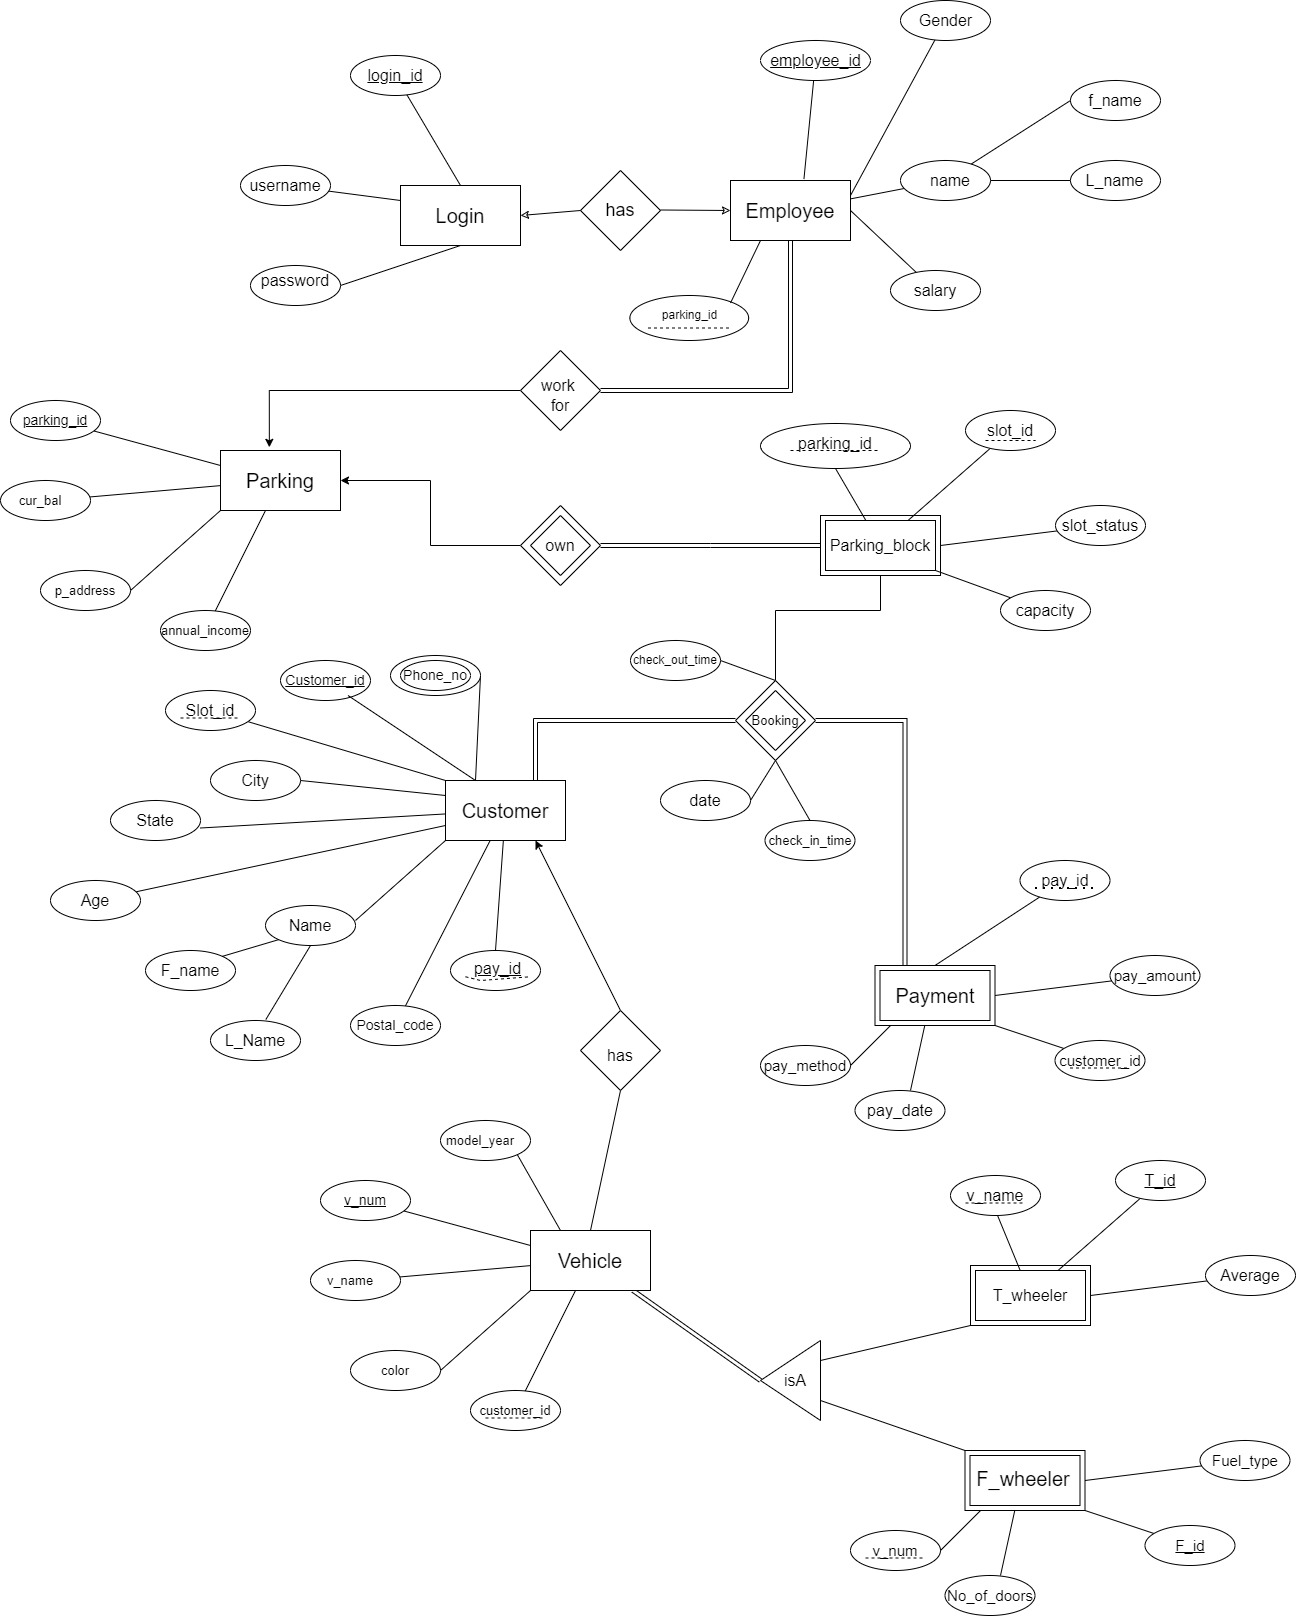 Gender
employee_id
login_id
f_name
name
L_name
username
Login
has
Employee
password
salary
parking_id
work
for
parking_id
slot_id
parking_id
Parking
cur_bal
slot_status
own
Parking_block
p_address
capacity
annual_income
check_out_time
Customer_id
Phone_no
Slot_id
Booking
City
date
State
Customer
check_in_time
pay_id
Age
Name
F_name
pay_id
pay_amount
Payment
Postal_code
L_Name
has
pay_method
customer_id
pay_date
model_year
T_id
v_num
v_name
Vehicle
v_name
Average
T_wheeler
color
isA
customer_id
Fuel_type
F_wheeler
v_num
F_id
No_of_doors